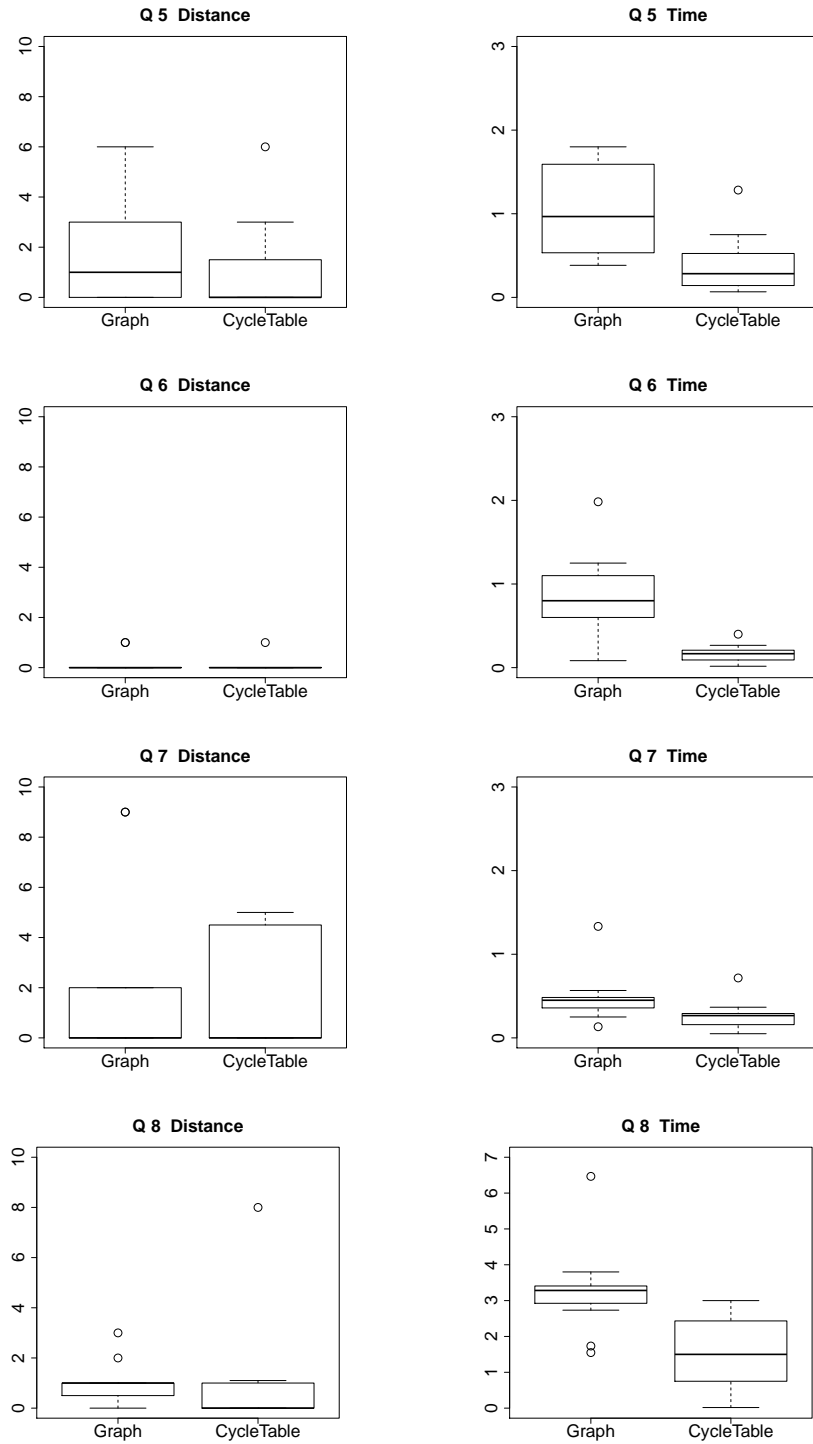 Q 5 Distance
10
8
6
4
2
0
Graph CycleTable
Q 5 Time
3
2
1
0
Graph CycleTable
Q 6 Distance
10
8
6
4
2
0
Graph CycleTable
Q 6 Time
3
2
1
0
Graph CycleTable
Q 7 Distance
10
8
6
4
2
0
Graph CycleTable
Q 7 Time
3
2
1
0
Graph CycleTable
Q 8 Distance
10
8
6
4
2
0
Graph CycleTable
Q 8 Time
7
6
5
4
3
2
1
0
Graph CycleTable